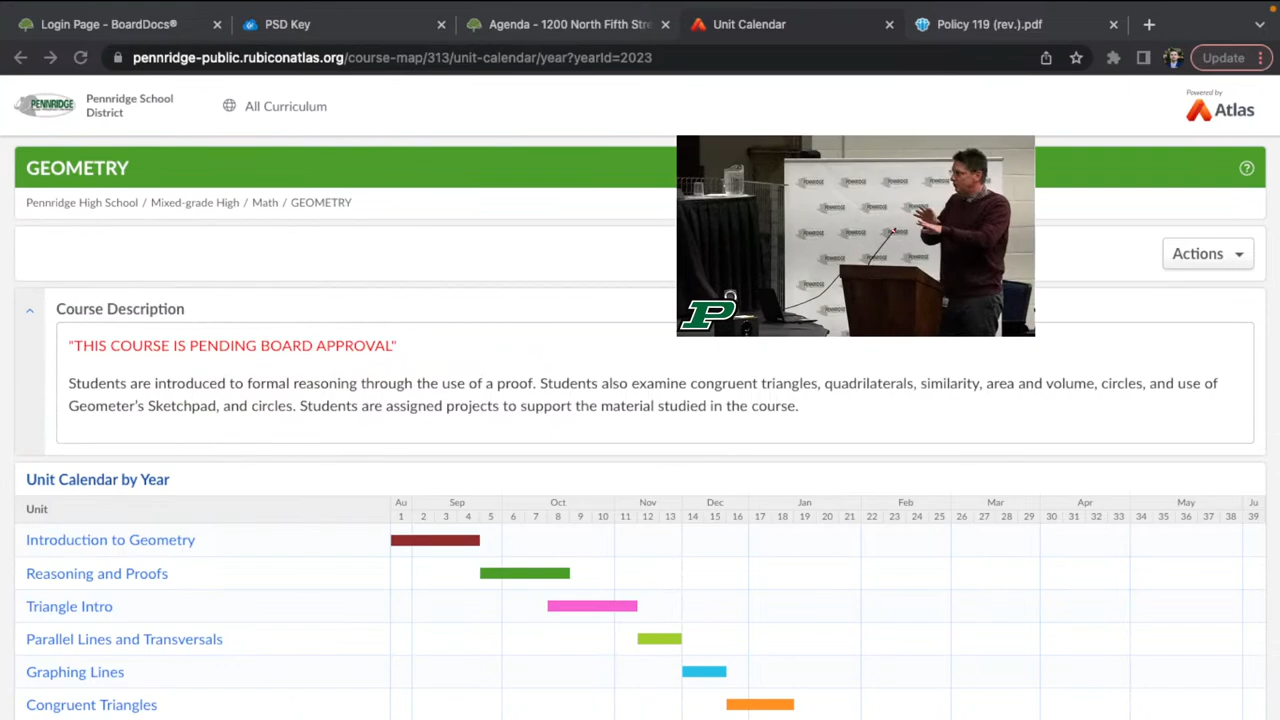 Login Page - BoardDocs®
PSD Key
Agenda - 1200 North Fifth Stre
Unit Calendar
Policy 119 (rev.).pdf
pennridge-public.rubiconatlas.org/course-map/313/unit-calendar/year?yearId=2023
Update
PENNRIDGE
Pennridge School
District
All Curriculum
Powered by
Atlas
GEOMETRY
Pennridge High School / Mixed-grade High / Math / GEOMETRY
Actions
P
Course Description
"THIS COURSE IS PENDING BOARD APPROVAL"
Students are introduced to formal reasoning through the use of a proof. Students also examine congruent triangles, quadrilaterals, similarity, area and volume, circles, and use of
Geometer's Sketchpad, and circles. Students are assigned projects to support the material studied in the course.
Unit Calendar by Year
Unit Au Sep Oct Nov Dec Jan Feb Mar Apr May Ju
1 2 3 4 5 6 7 8 9 10 11 12 13 14 15 16 17 18 19 20 21 22 23 24 25 26 27 28 29 30 31 32 33 34 35 36 37 38 39
Introduction to Geometry
Reasoning and Proofs
Triangle Intro
Parallel Lines and Transversals
Graphing Lines
Congruent Triangles